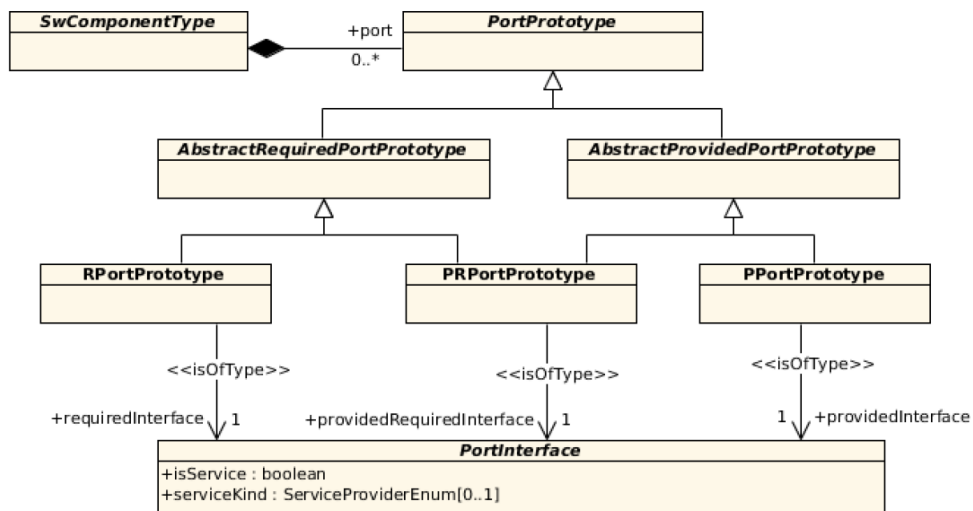 SwComponentType
PortPrototype
+port
0..*
AbstractRequiredPortPrototype
AbstractProvidedPortPrototype
RPortPrototype
PRPortPrototype
PPortPrototype
<<isOfType>>
<<isOfType>>
<<isOfType>>
+requiredInterface
1
+providedRequiredInterface
1
1
+providedInterface
PortInterface
+isService : boolean
+serviceKind : ServiceProviderEnum[0..1]